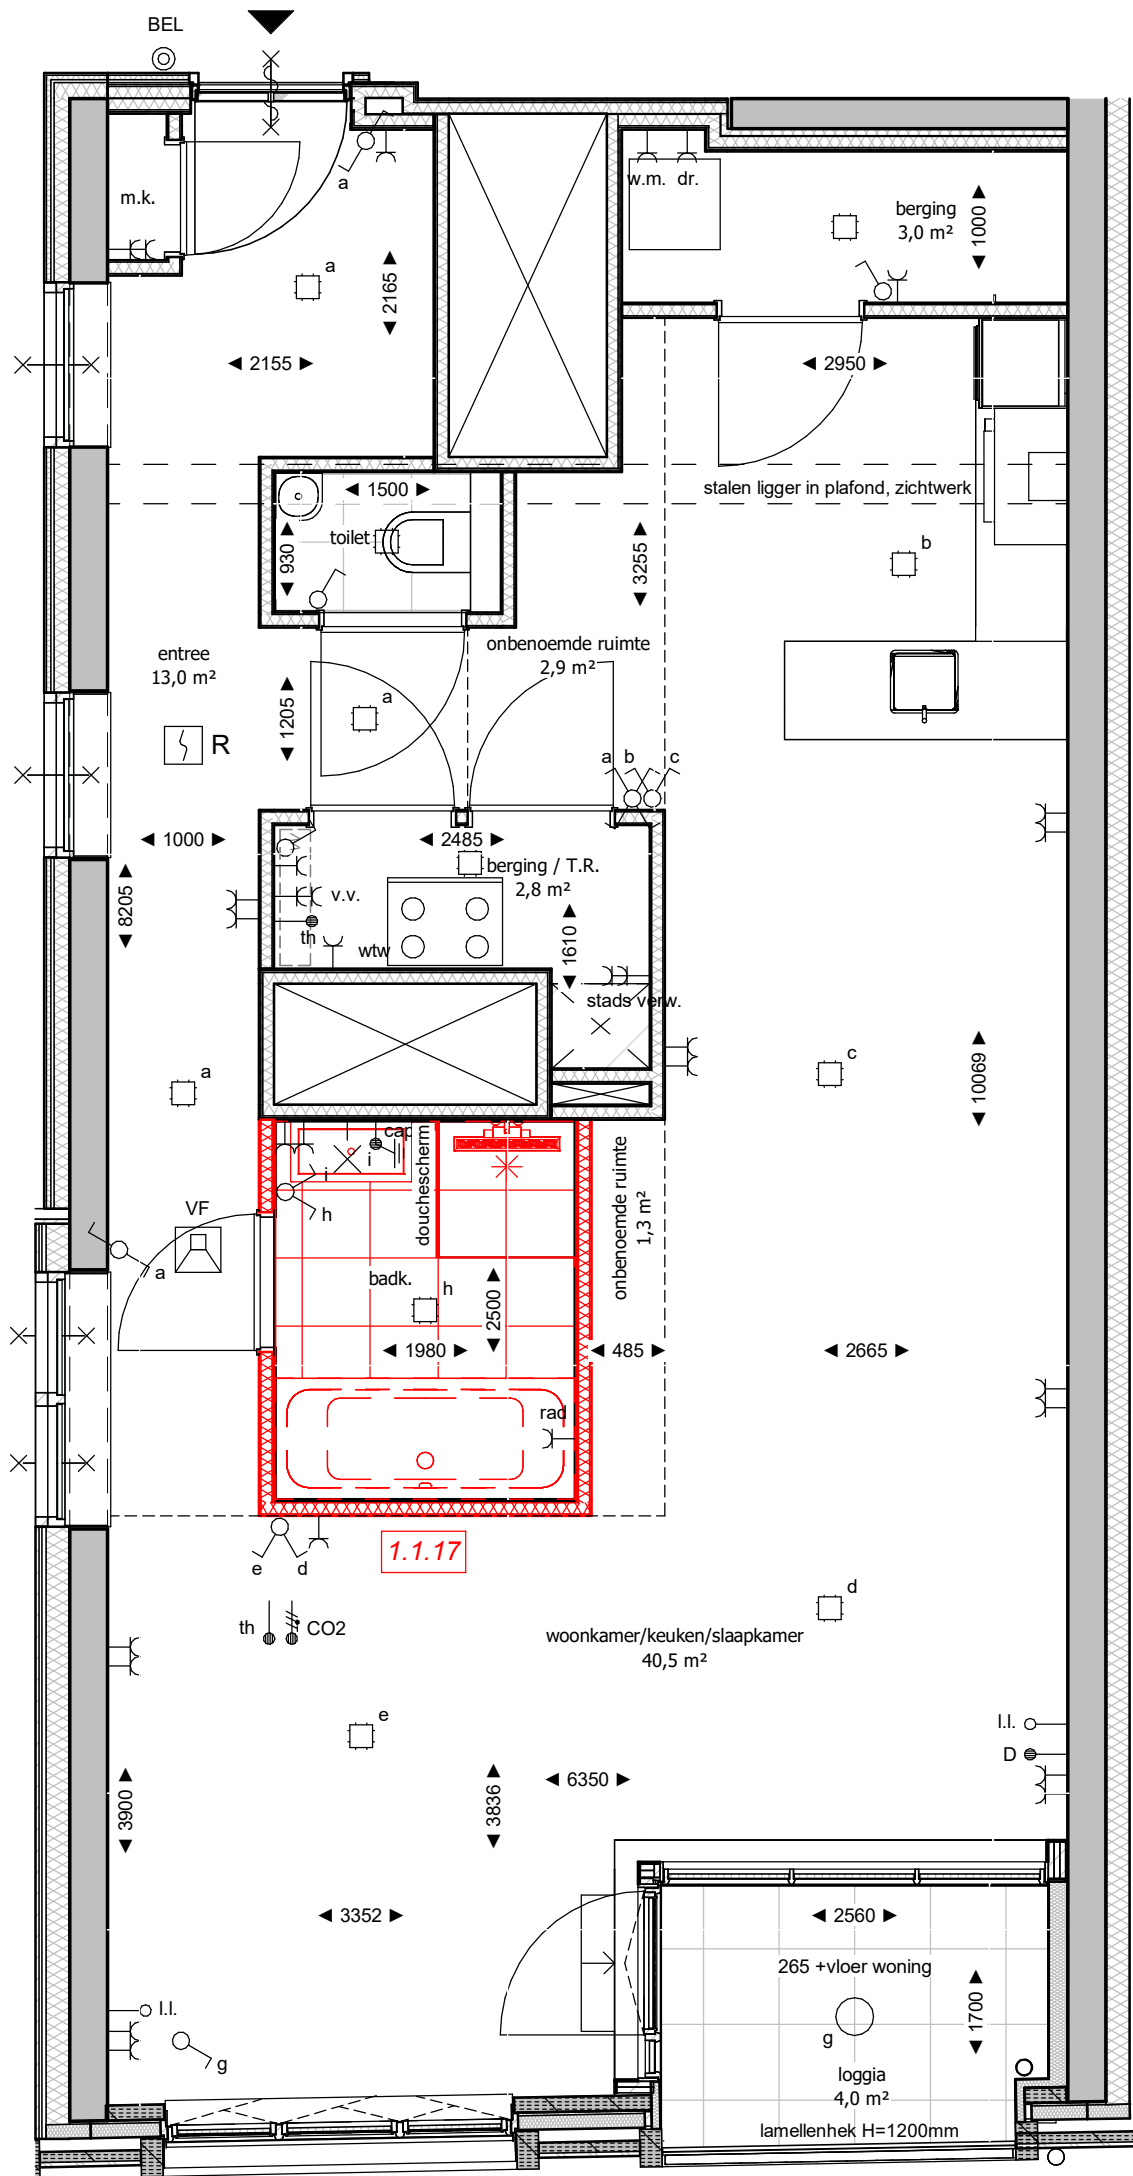 BEL
m.k.
a
w.m. dr.
berging
3,0 m²
1000
a
2165
2155
2950
stalen ligger in plafond, zichtwerk
1500
toilet
930
3255
b
entree
13,0 m²
onbenoemde ruimte
2,9 m²
1205
a
R
a b c
1000
2485
berging / T.R.
2,8 m²
8205
v.v.
th
wtw
1610
stads verw.
a
c
10069
cap
i
i
h
douchescherm
onbenoemde ruimte
1,3 m²
VF
a
badk.
h
2500
1980
485
2665
rad
1.1.17
e d
th
CO2
d
woonkamer/keuken/slaapkamer
40,5 m²
e
l.l.
D
3900
3836
6350
3352
2560
265 +vloer woning
1700
l.l.
g
g
loggia
4,0 m²
lamellenhek H=1200mm